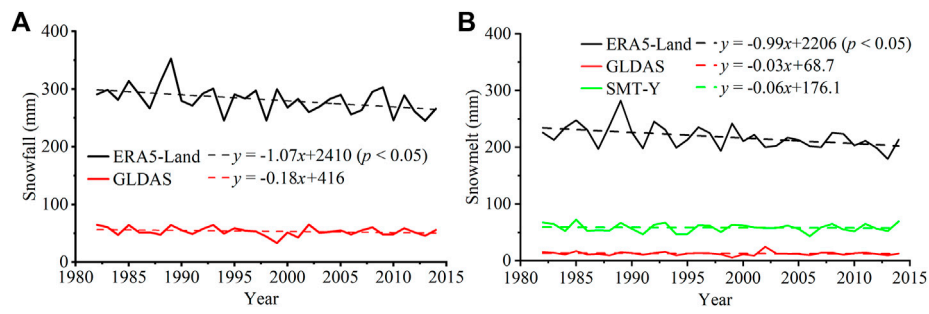 A
Snowfall (mm)
400
300
200
100
0
ERA5-Land
y = -1.07x+2410 (p < 0.05)
GLDAS
y = -0.18x+416
1980 1985 1990 1995 2000 2005 2010 2015
Year
B
Snowmelt (mm)
400
300
200
100
0
ERA5-Land
y = -0.99x+2206 (p < 0.05)
GLDAS
y = -0.03x+68.7
SMT-Y
y = -0.06x+176.1
1980 1985 1990 1995 2000 2005 2010 2015
Year